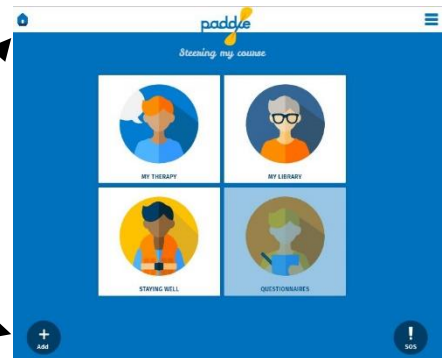 paddle
Steering my course
MY THERAPY
MY LIBRARY
STAYING WELL
QUESTIONNAIRES
+
Add
!
SOS